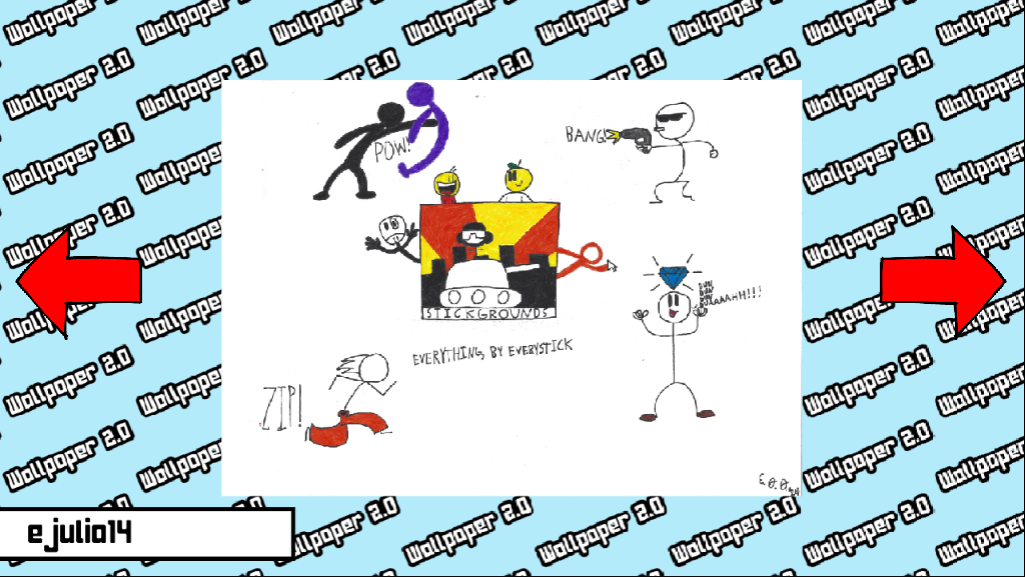 Wallpaper 2.0
POW!
BANG!
STICKGROUNDS
EVERYTHING BY EVERYSTICK
ZIP!
ejulio14